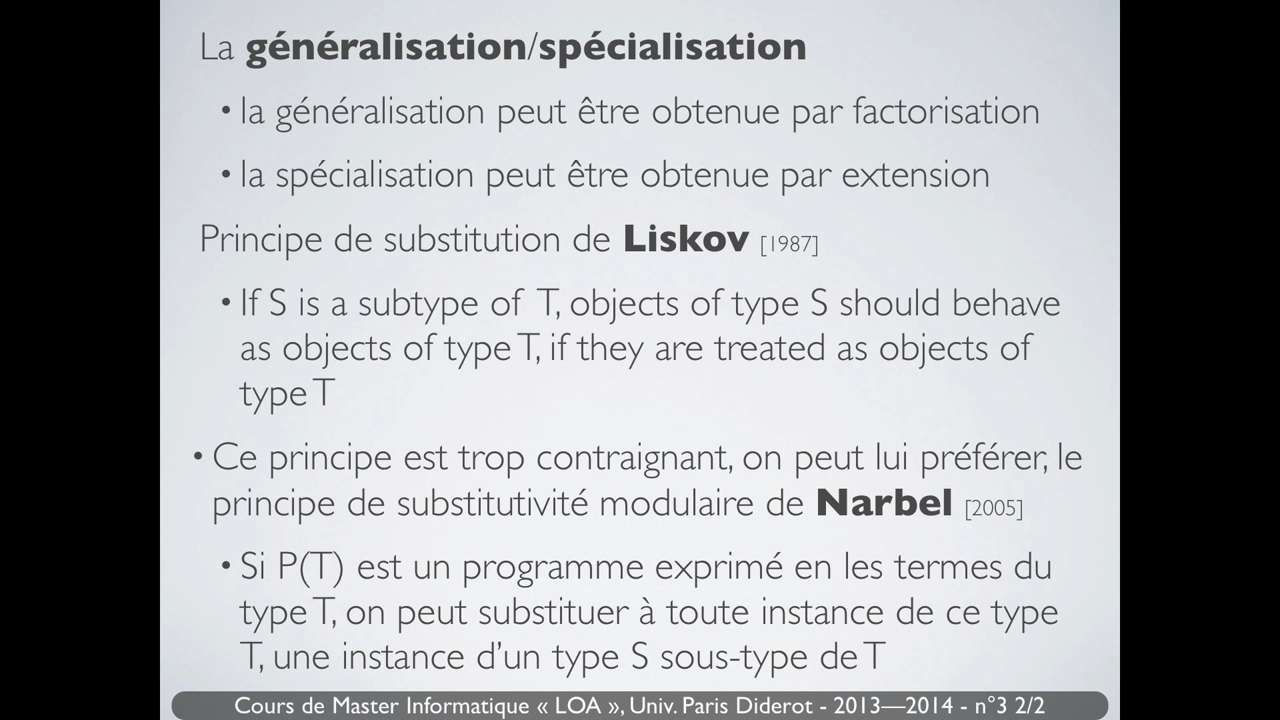 La généralisation/spécialisation
• la généralisation peut être obtenue par factorisation
• la spécialisation peut être obtenue par extension
Principe de substitution de Liskov [1987]
• If S is a subtype of T, objects of type S should behave
as objects of type T, if they are treated as objects of
type T
• Ce principe est trop contraignant, on peut lui préférer, le
principe de substitutivité modulaire de Narbel [2005]
• Si P(T) est un programme exprimé en les termes du
type T, on peut substituer à toute instance de ce type
T, une instance d’un type S sous-type de T
Cours de Master Informatique « LOA », Univ. Paris Diderot - 2013—2014 - n°3 2/2